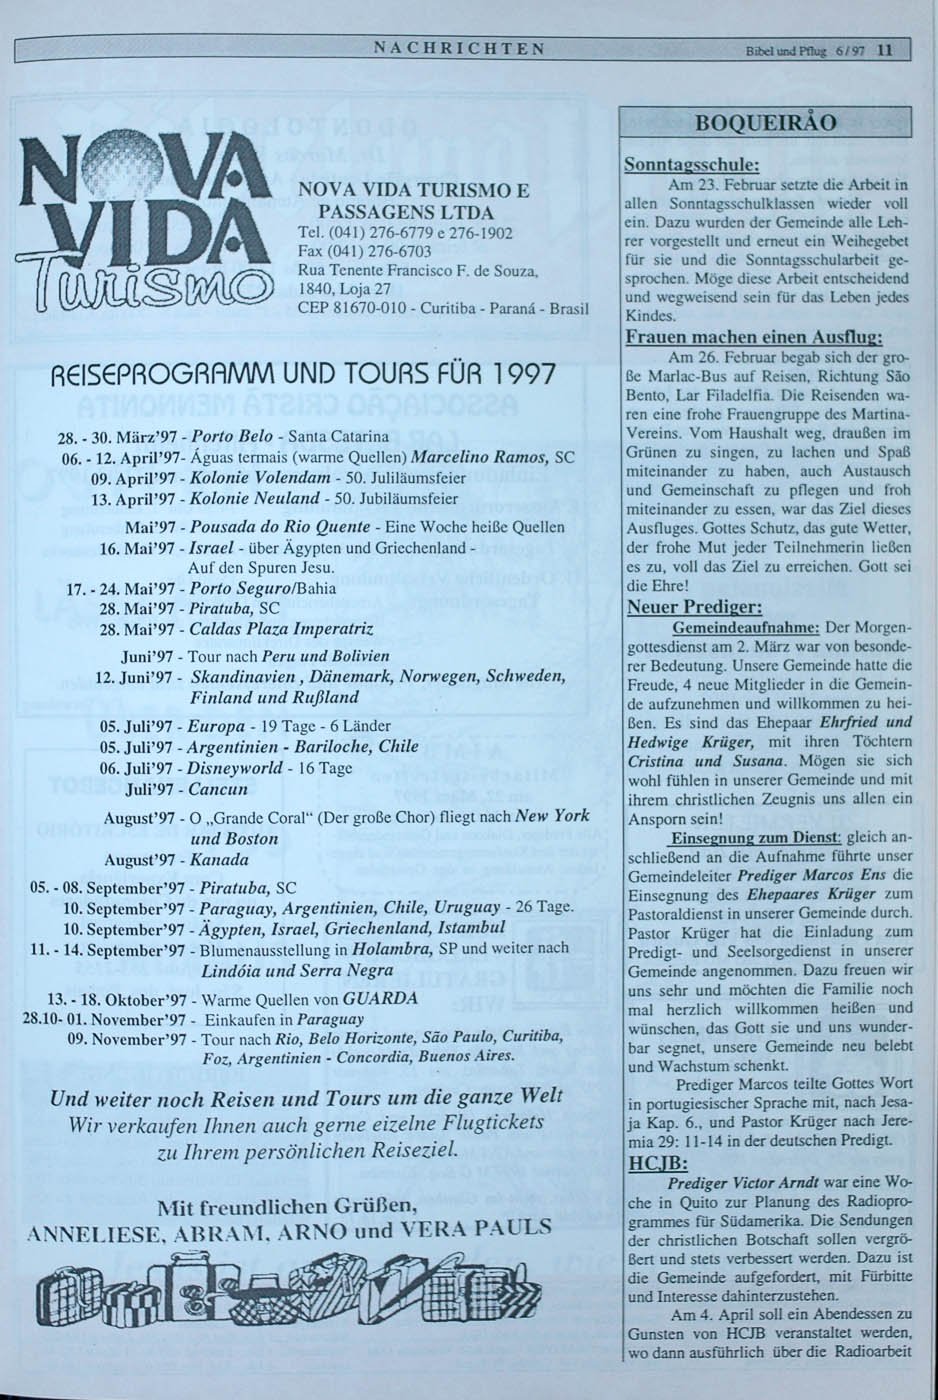 NACHRICHTEN
Bibel und Pflug 6/97 11
NOVA
VIDA
Turismo
NOVA VIDA TURISMO E
PASSAGENS LTDA
Tel. (041) 276-6779 e 276-1902
Fax (041) 276-6703
Rua Tenente Francisco F. de Souza,
1840, Loja 27
CEP 81670-010 - Curitiba - Paraná - Brasil
REISEPROGRAMM UND TOURS FÜR 1997
28. - 30. März'97 - Porto Belo - Santa Catarina
06. - 12. April'97 - Águas termais (warme Quellen) Marcelino Ramos, SC
09. April'97 - Kolonie Volendam - 50. Juliläumsfeier
13. April'97 - Kolonie Neuland - 50. Jubiläumsfeier
Mai'97 - Pousada do Rio Quente - Eine Woche heiße Quellen
16. Mai'97 - Israel - über Ägypten und Griechenland -
Auf den Spuren Jesu.
17. - 24. Mai'97 - Porto Seguro/Bahia
28. Mai'97 - Piratuba, SC
28. Mai'97 - Caldas Plaza Imperatriz
Juni'97 - Tour nach Peru und Bolivien
12. Juni'97 - Skandinavien , Dänemark, Norwegen, Schweden,
Finland und Rußland
05. Juli'97 - Europa - 19 Tage - 6 Länder
05. Juli'97 - Argentinien - Bariloche, Chile
06. Juli'97 - Disneyworld - 16 Tage
Juli'97 - Cancun
August'97 - O „Grande Coral“ (Der große Chor) fliegt nach New York
und Boston
August'97 - Kanada
05. - 08. September'97 - Piratuba, SC
10. September'97 - Paraguay, Argentinien, Chile, Uruguay - 26 Tage.
10. September'97 - Ägypten, Israel, Griechenland, Istambul
11. - 14. September'97 - Blumenausstellung in Holambra, SP und weiter nach
Lindóia und Serra Negra
13. - 18. Oktober'97 - Warme Quellen von GUARDA
28.10- 01. November'97 - Einkaufen in Paraguay
09. November'97 - Tour nach Rio, Belo Horizonte, São Paulo, Curitiba,
Foz, Argentinien - Concordia, Buenos Aires.
Und weiter noch Reisen und Tours um die ganze Welt
Wir verkaufen Ihnen auch gerne eizelne Flugtickets
zu Ihrem persönlichen Reiseziel.
Mit freundlichen Grüßen,
ANNELIESE, ABRAM, ARNO und VERA PAULS
BOQUEIRÅO
Sonntagsschule:
Am 23. Februar setzte die Arbeit in
allen Sonntagsschulklassen wieder voll
ein. Dazu wurden der Gemeinde alle Leh-
rer vorgestellt und erneut ein Weihegebet
für sie und die Sonntagsschularbeit ge-
sprochen. Möge diese Arbeit entscheidend
und wegweisend sein für das Leben jedes
Kindes.
Frauen machen einen Ausflug:
Am 26. Februar begab sich der gro-
ße Marlac-Bus auf Reisen, Richtung São
Bento, Lar Filadelfia. Die Reisenden wa-
ren eine frohe Frauengruppe des Martina-
Vereins. Vom Haushalt weg, draußen im
Grünen zu singen, zu lachen und Spaß
miteinander zu haben, auch Austausch
und Gemeinschaft zu pflegen und froh
miteinander zu essen, war das Ziel dieses
Ausfluges. Gottes Schutz, das gute Wetter,
der frohe Mut jeder Teilnehmerin ließen
es zu, voll das Ziel zu erreichen. Gott sei
die Ehre!
Neuer Prediger:
Gemeindeaufnahme: Der Morgen-
gottesdienst am 2. März war von besonde-
rer Bedeutung. Unsere Gemeinde hatte die
Freude, 4 neue Mitglieder in die Gemein-
de aufzunehmen und willkommen zu hei-
ßen. Es sind das Ehepaar Ehrfried und
Hedwige Krüger, mit ihren Töchtern
Cristina und Susana. Mögen sie sich
wohl fühlen in unserer Gemeinde und mit
ihrem christlichen Zeugnis uns allen ein
Ansporn sein!
Einsegnung zum Dienst: gleich an-
schließend an die Aufnahme führte unser
Gemeindeleiter Prediger Marcos Ens die
Einsegnung des Ehepaares Krüger zum
Pastoraldienst in unserer Gemeinde durch.
Pastor Krüger hat die Einladung zum
Predigt- und Seelsorgedienst in unserer
Gemeinde angenommen. Dazu freuen wir
uns sehr und möchten die Familie noch
mal herzlich willkommen heißen und
wünschen, das Gott sie und uns wunder-
bar segnet, unsere Gemeinde neu belebt
und Wachstum schenkt.
Prediger Marcos teilte Gottes Wort
in portugiesischer Sprache mit, nach Jesa-
ja Kap. 6., und Pastor Krüger nach Jere-
mia 29: 11-14 in der deutschen Predigt.
HCJB:
Prediger Victor Arndt war eine Wo-
che in Quito zur Planung des Radiopro-
grammes für Südamerika. Die Sendungen
der christlichen Botschaft sollen vergrö-
ßert und stets verbessert werden. Dazu ist
die Gemeinde aufgefordert, mit Fürbitte
und Interesse dahinterzustehen.
Am 4. April soll ein Abendessen zu
Gunsten von HCJB veranstaltet werden,
wo dann ausführlich über die Radioarbeit